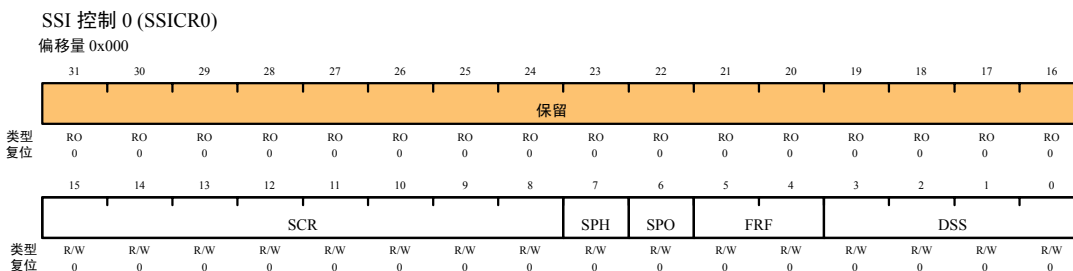 SSI 控制 0 (SSICR0)
偏移量 0x000
31 30 29 28 27 26 25 24 23 22 21 20 19 18 17 16
保留
类型 RO RO RO RO RO RO RO RO RO RO RO RO RO RO RO RO
复位 0 0 0 0 0 0 0 0 0 0 0 0 0 0 0 0
15 14 13 12 11 10 9 8 7 6 5 4 3 2 1 0
SCR SPH SPO FRF DSS
类型 R/W R/W R/W R/W R/W R/W R/W R/W R/W R/W R/W R/W R/W R/W R/W R/W
复位 0 0 0 0 0 0 0 0 0 0 0 0 0 0 0 0